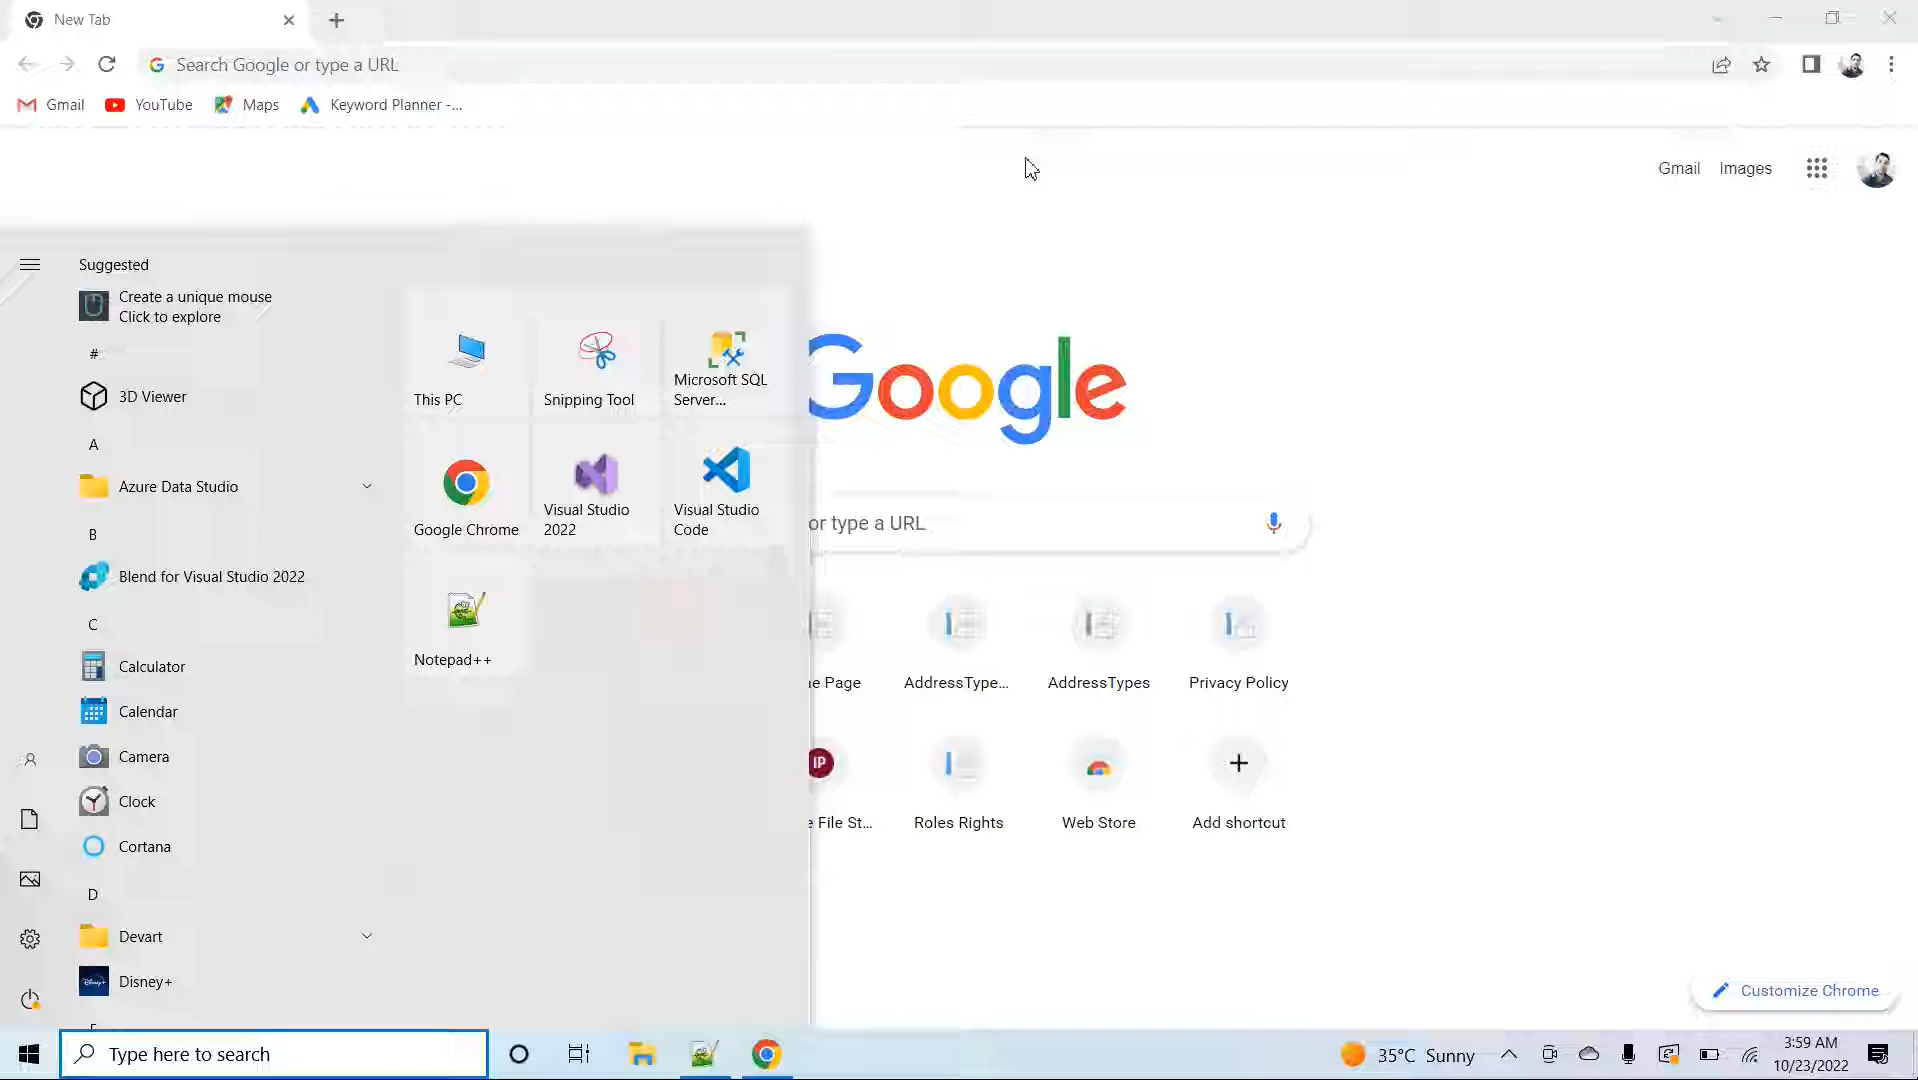 New Tab
Search Google or type a URL
Gmail
YouTube
Maps
Keyword Planner -...
Gmail
Images
Suggested
Create a unique mouse
Click to explore
#
3D Viewer
A
Azure Data Studio
B
Blend for Visual Studio 2022
C
Calculator
Calendar
Camera
Clock
Cortana
D
Devart
Disney+
This PC
Snipping Tool
Microsoft SQL
Server...
Google Chrome
Visual Studio
2022
Visual Studio
Code
Notepad++
Google
or type a URL
e Page
AddressType...
AddressTypes
Privacy Policy
IP
e File St...
Roles Rights
Web Store
Add shortcut
Customize Chrome
Type here to search
35°C Sunny
3:59 AM
10/23/2022